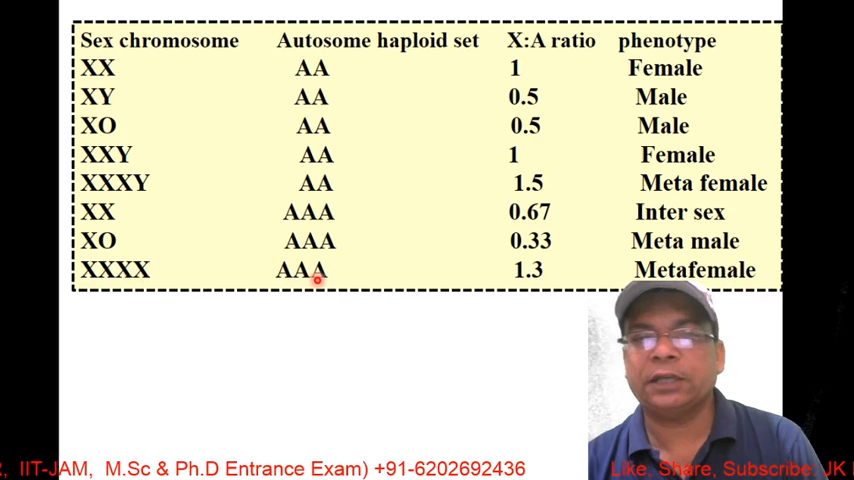 Sex chromosome Autosome haploid set X:A ratio phenotype
XX AA 1 Female
XY AA 0.5 Male
XO AA 0.5 Male
XXY AA 1 Female
XXXY AA 1.5 Meta female
XX AAA 0.67 Inter sex
XO AAA 0.33 Meta male
XXXX AAA 1.3 Metafemale
, IIT-JAM, M.Sc & Ph.D Entrance Exam) +91-6202692436 Like, Share, Subscribe: JK